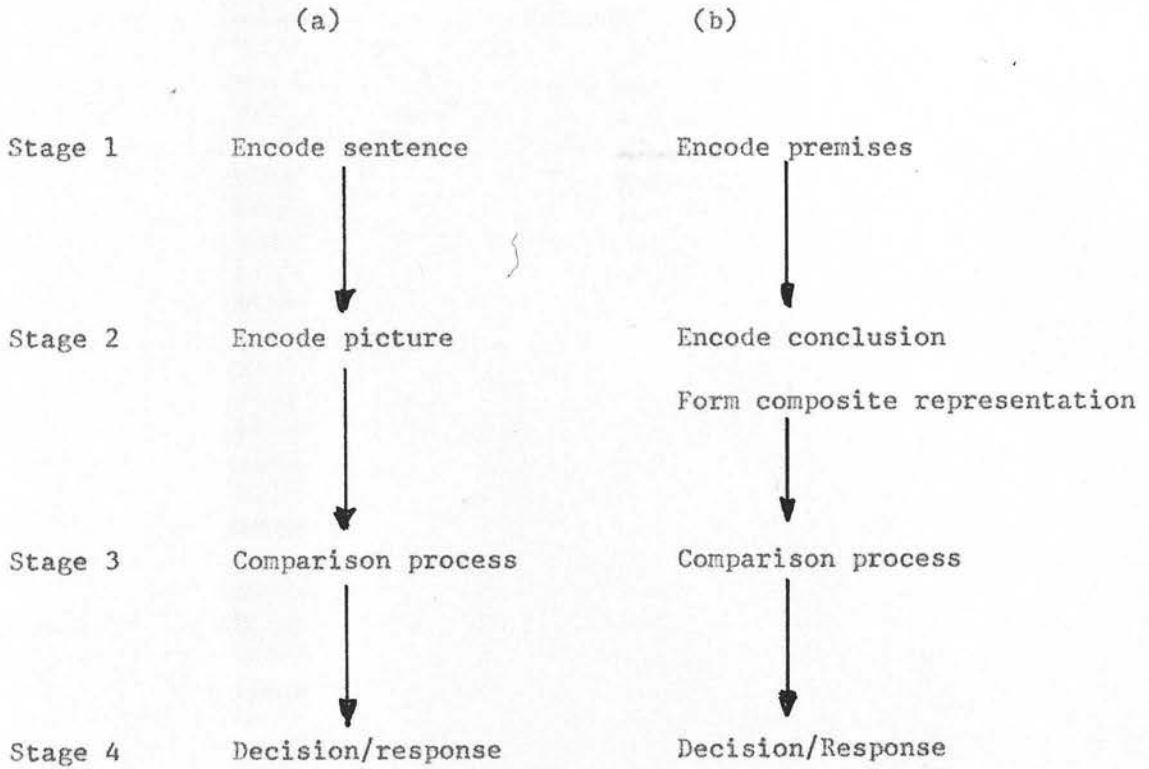 (a) (b)
Stage 1 Encode sentence Encode premises
Stage 2 Encode picture Encode conclusion
Form composite representation
Stage 3 Comparison process Comparison process
Stage 4 Decision/response Decision/Response